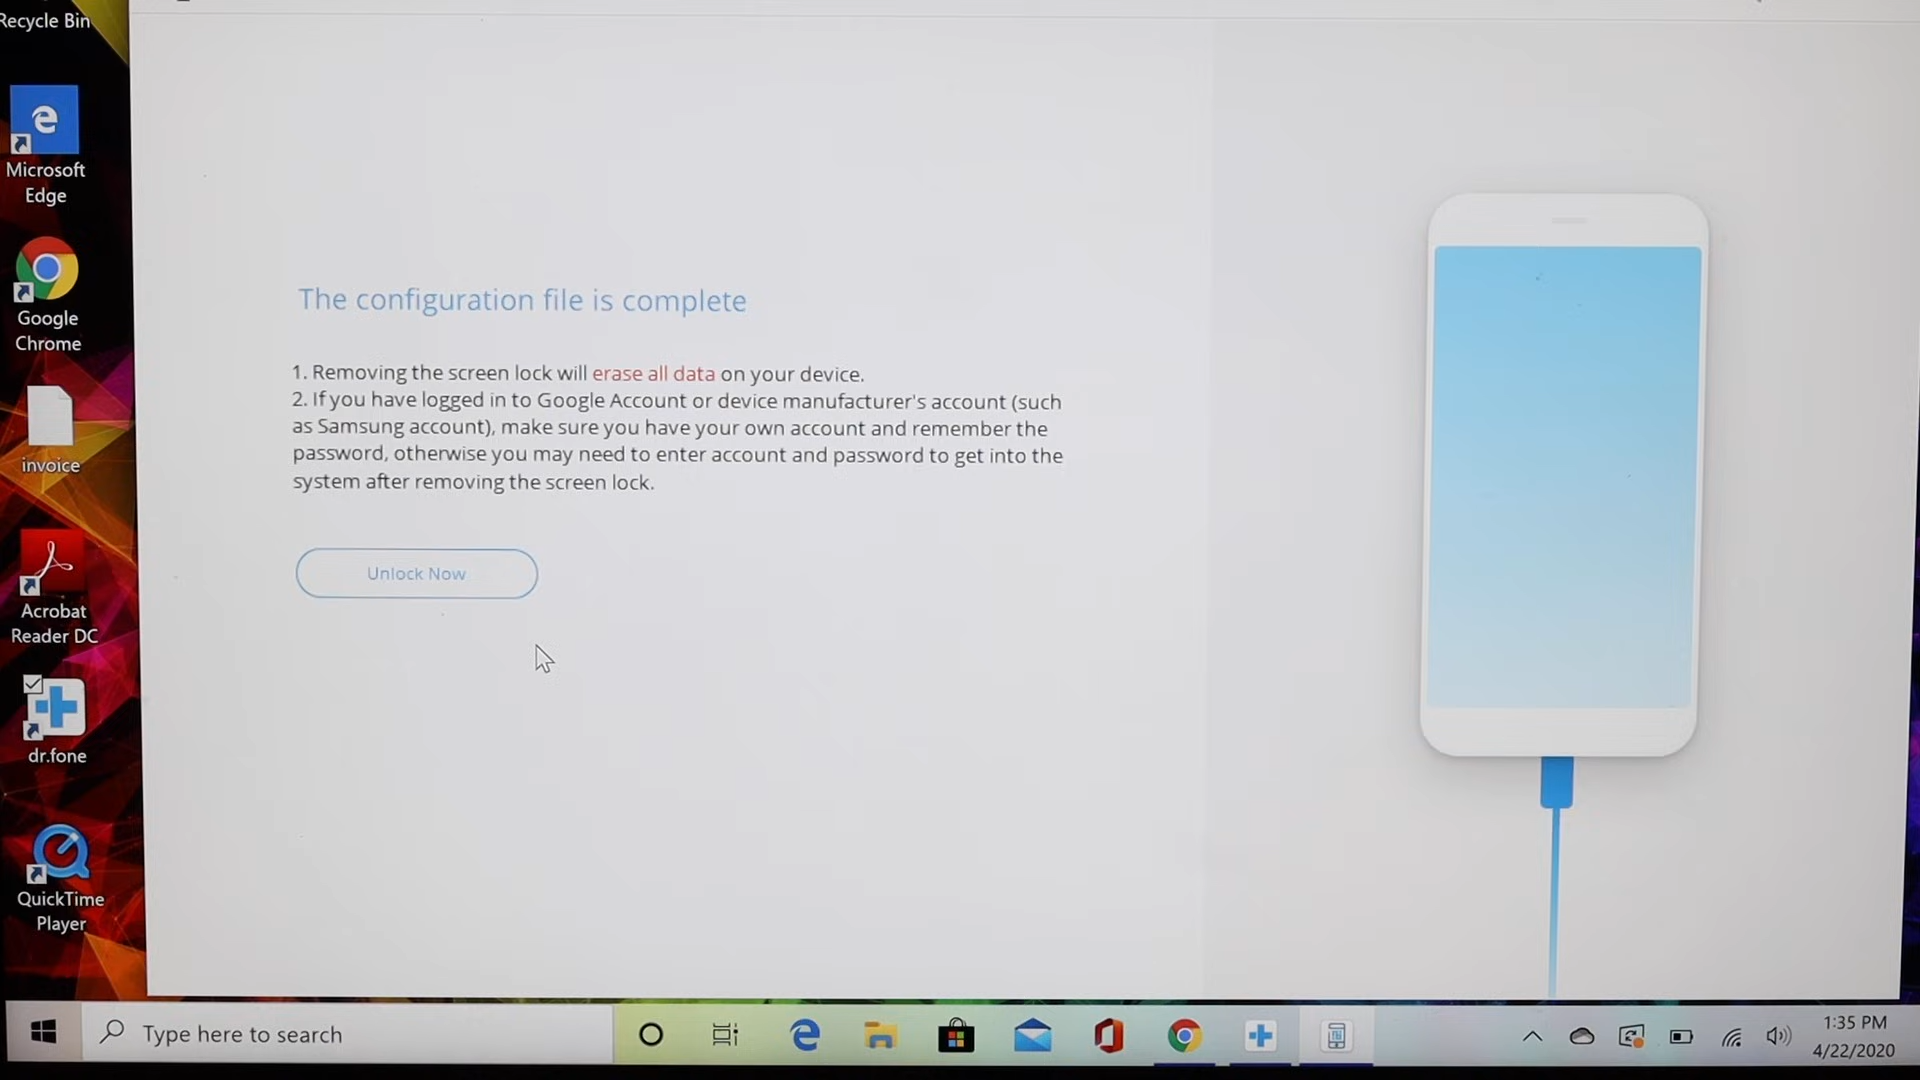 Recycle Bin
Microsoft
Edge
Google
Chrome
invoice
Acrobat
Reader DC
dr.fone
QuickTime
Player
The configuration file is complete
1. Removing the screen lock will erase all data on your device.
2. If you have logged in to Google Account or device manufacturer's account (such
as Samsung account), make sure you have your own account and remember the
password, otherwise you may need to enter account and password to get into the
system after removing the screen lock.
Unlock Now
Type here to search
1:35 PM
4/22/2020